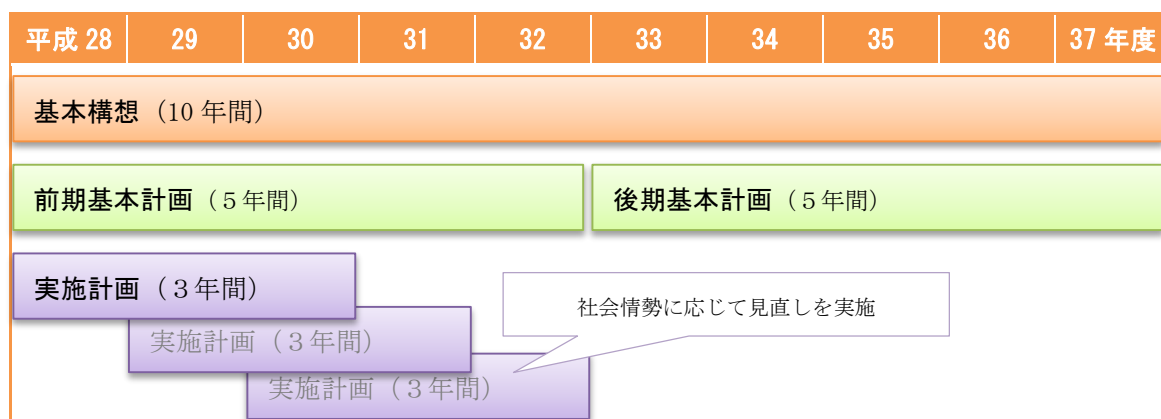 平成 28 29 30 31 32 33 34 35 36 37 年度
基本構想（10 年間）
前期基本計画（５年間） 後期基本計画（５年間）
実施計画（３年間）
社会情勢に応じて見直しを実施
実施計画（３年間）
実施計画（３年間）